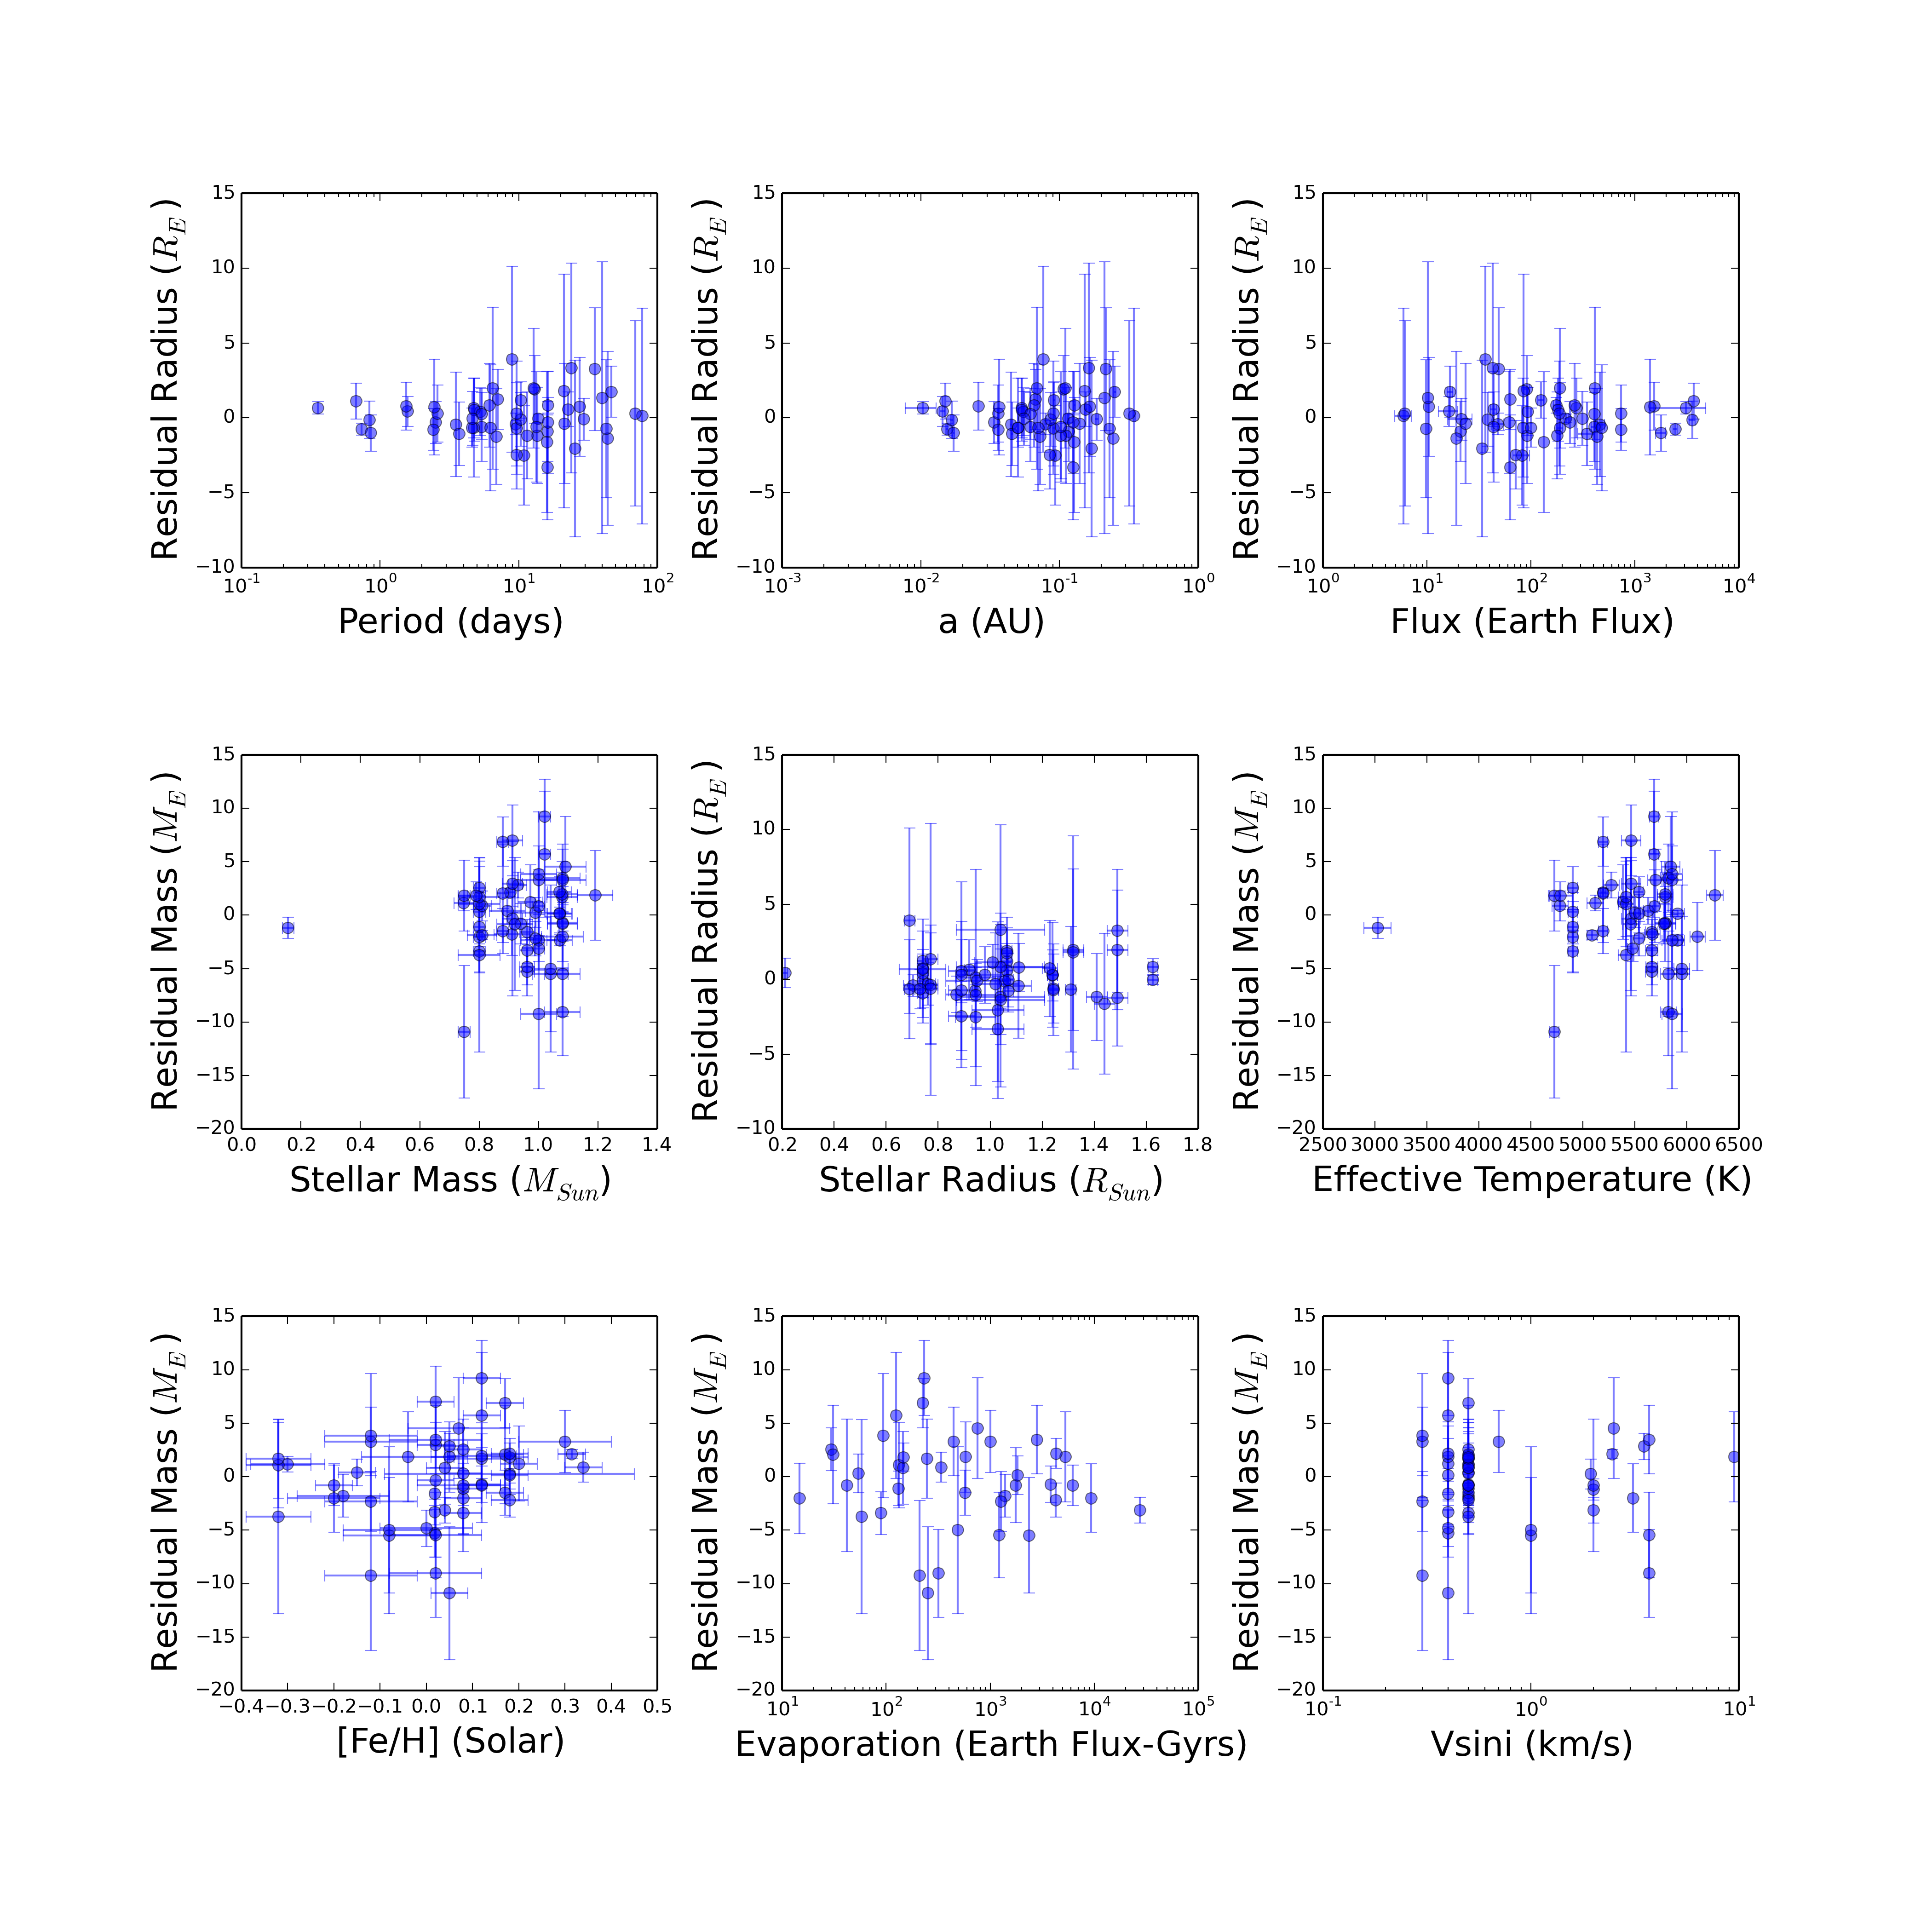 15
10
5
0
−5
−10
Residual Radius (R_E)
10^-1 10^0 10^1 10^2
Period (days)
15
10
5
0
−5
−10
Residual Radius (R_E)
10^-3 10^-2 10^-1 10^0
a (AU)
15
10
5
0
−5
−10
Residual Radius (R_E)
10^0 10^1 10^2 10^3 10^4
Flux (Earth Flux)
15
10
5
0
−5
−10
−15
−20
Residual Mass (M_E)
0.0 0.2 0.4 0.6 0.8 1.0 1.2 1.4
Stellar Mass (M_Sun)
15
10
5
0
−5
−10
Residual Radius (R_E)
0.2 0.4 0.6 0.8 1.0 1.2 1.4 1.6 1.8
Stellar Radius (R_Sun)
15
10
5
0
−5
−10
−15
−20
Residual Mass (M_E)
2500 3000 3500 4000 4500 5000 5500 6000 6500
Effective Temperature (K)
15
10
5
0
−5
−10
−15
−20
Residual Mass (M_E)
−0.4 −0.3 −0.2 −0.1 0.0 0.1 0.2 0.3 0.4 0.5
[Fe/H] (Solar)
15
10
5
0
−5
−10
−15
−20
Residual Mass (M_E)
10^1 10^2 10^3 10^4 10^5
Evaporation (Earth Flux-Gyrs)
15
10
5
0
−5
−10
−15
−20
Residual Mass (M_E)
10^-1 10^0 10^1
Vsini (km/s)